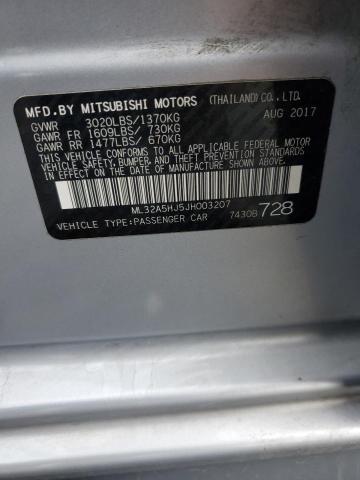 MFD.BY MITSUBISHI MOTORS (THAILAND)CO.,LTD.
GVWR 3020LBS/1370KG AUG 2017
GAWR FR 1609LBS/ 730KG
GAWR RR 1477LBS/ 670KG
THIS VEHICLE CONFORMS TO ALL APPLICABLE U.S. FEDERAL MOTOR
VEHICLE SAFETY, BUMPER, AND THEFT PREVENTION STANDARDS IN
EFFECT ON THE DATE OF MANUFACTURE SHOWN ABOVE.
ML32A5HJ5JH003207
VEHICLE TYPE:PASSENGER CAR 7430B 728